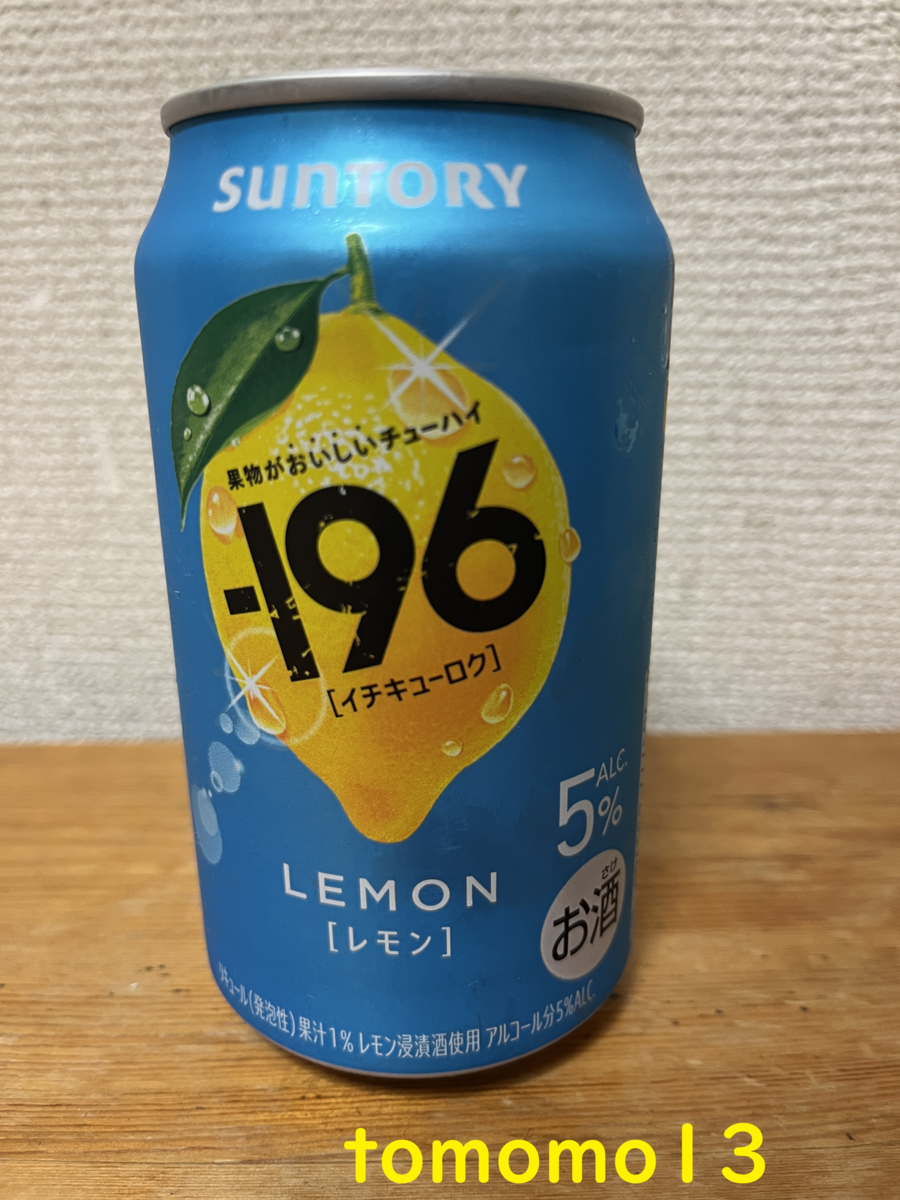 SUNTORY
果物がおいしいチューハイ
-196
[イチキューロク]
ALC.
5%
さけ
お酒
LEMON
[レモン]
リキュール(発泡性) 果汁1% レモン浸漬酒使用 アルコール分5%ALC.
tomomo13